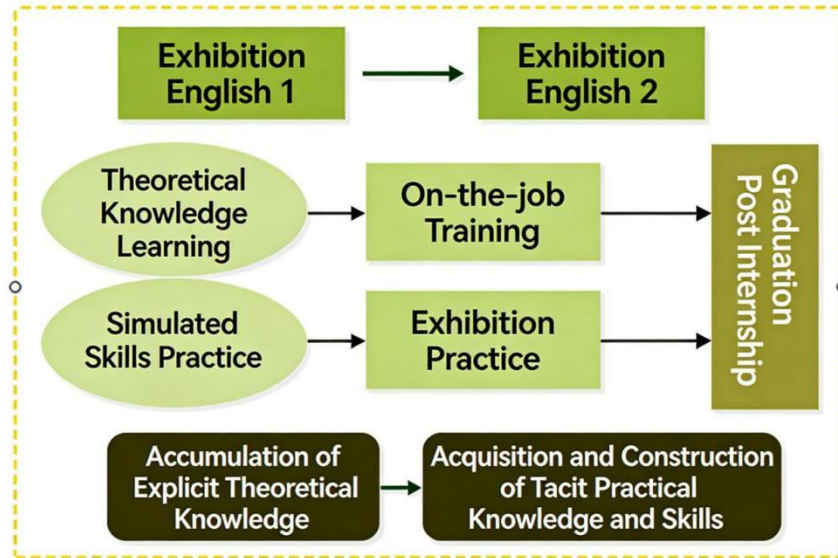 Exhibition
English 1
Exhibition
English 2
Theoretical
Knowledge
Learning
On-the-job
Training
Graduation
Post Internship
Simulated
Skills Practice
Exhibition
Practice
Accumulation of
Explicit Theoretical
Knowledge
Acquisition and Construction
of Tacit Practical
Knowledge and Skills